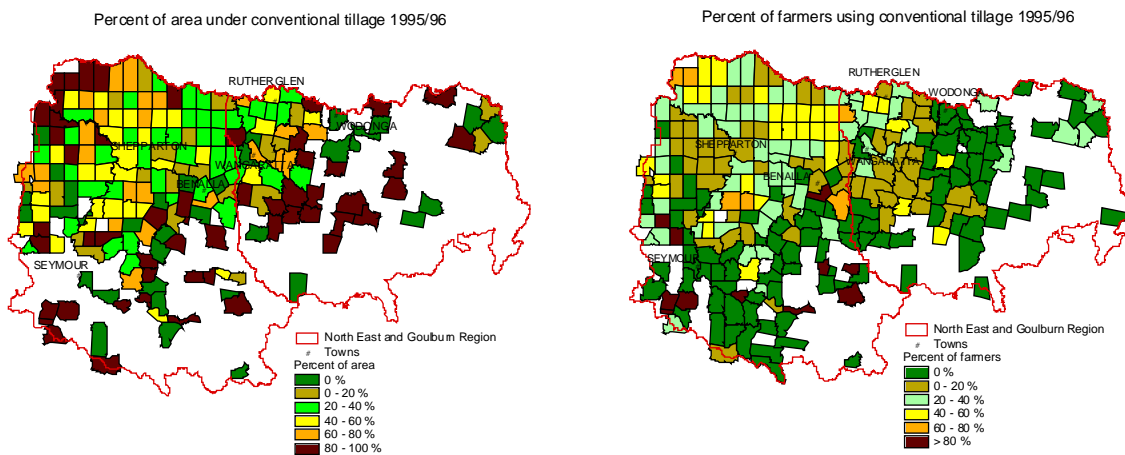 Percent of area under conventional tillage 1995/96
RUTHERGLEN
WODONGA
SHEPPARTON
WANGARATTA
BENALLA
SEYMOUR
North East and Goulburn Region
# Towns
Percent of area
0 %
0 - 20 %
20 - 40 %
40 - 60 %
60 - 80 %
80 - 100 %
Percent of farmers using conventional tillage 1995/96
RUTHERGLEN
WODONGA
SHEPPARTON
WANGARATTA
BENALLA
SEYMOUR
North East and Goulburn Region
# Towns
Percent of farmers
0 %
0 - 20 %
20 - 40 %
40 - 60 %
60 - 80 %
>80 %